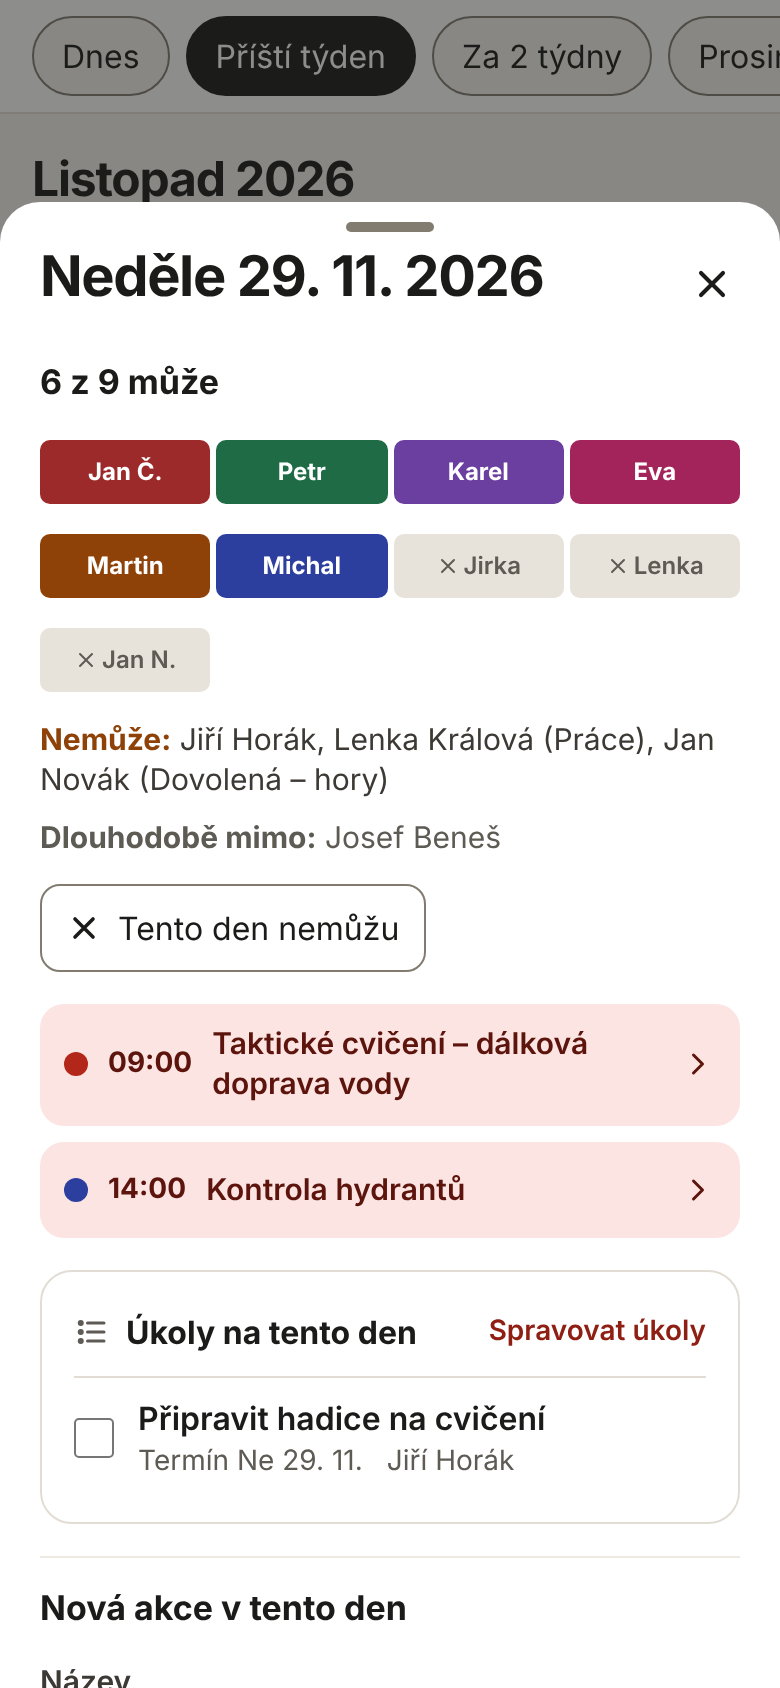 Dnes
Příští týden
Za 2 týdny
Listopad 2026
Neděle 29. 11. 2026
6 z 9 může
Jan Č.
Petr
Karel
Eva
Martin
Michal
× Jirka
× Lenka
× Jan N.
Nemůže: Jiří Horák, Lenka Králová (Práce), Jan
Novák (Dovolená – hory)
Dlouhodobě mimo: Josef Beneš
× Tento den nemůžu
09:00 Taktické cvičení – dálková
doprava vody
14:00 Kontrola hydrantů
Úkoly na tento den
Spravovat úkoly
Připravit hadice na cvičení
Termín Ne 29. 11. Jiří Horák
Nová akce v tento den
Název